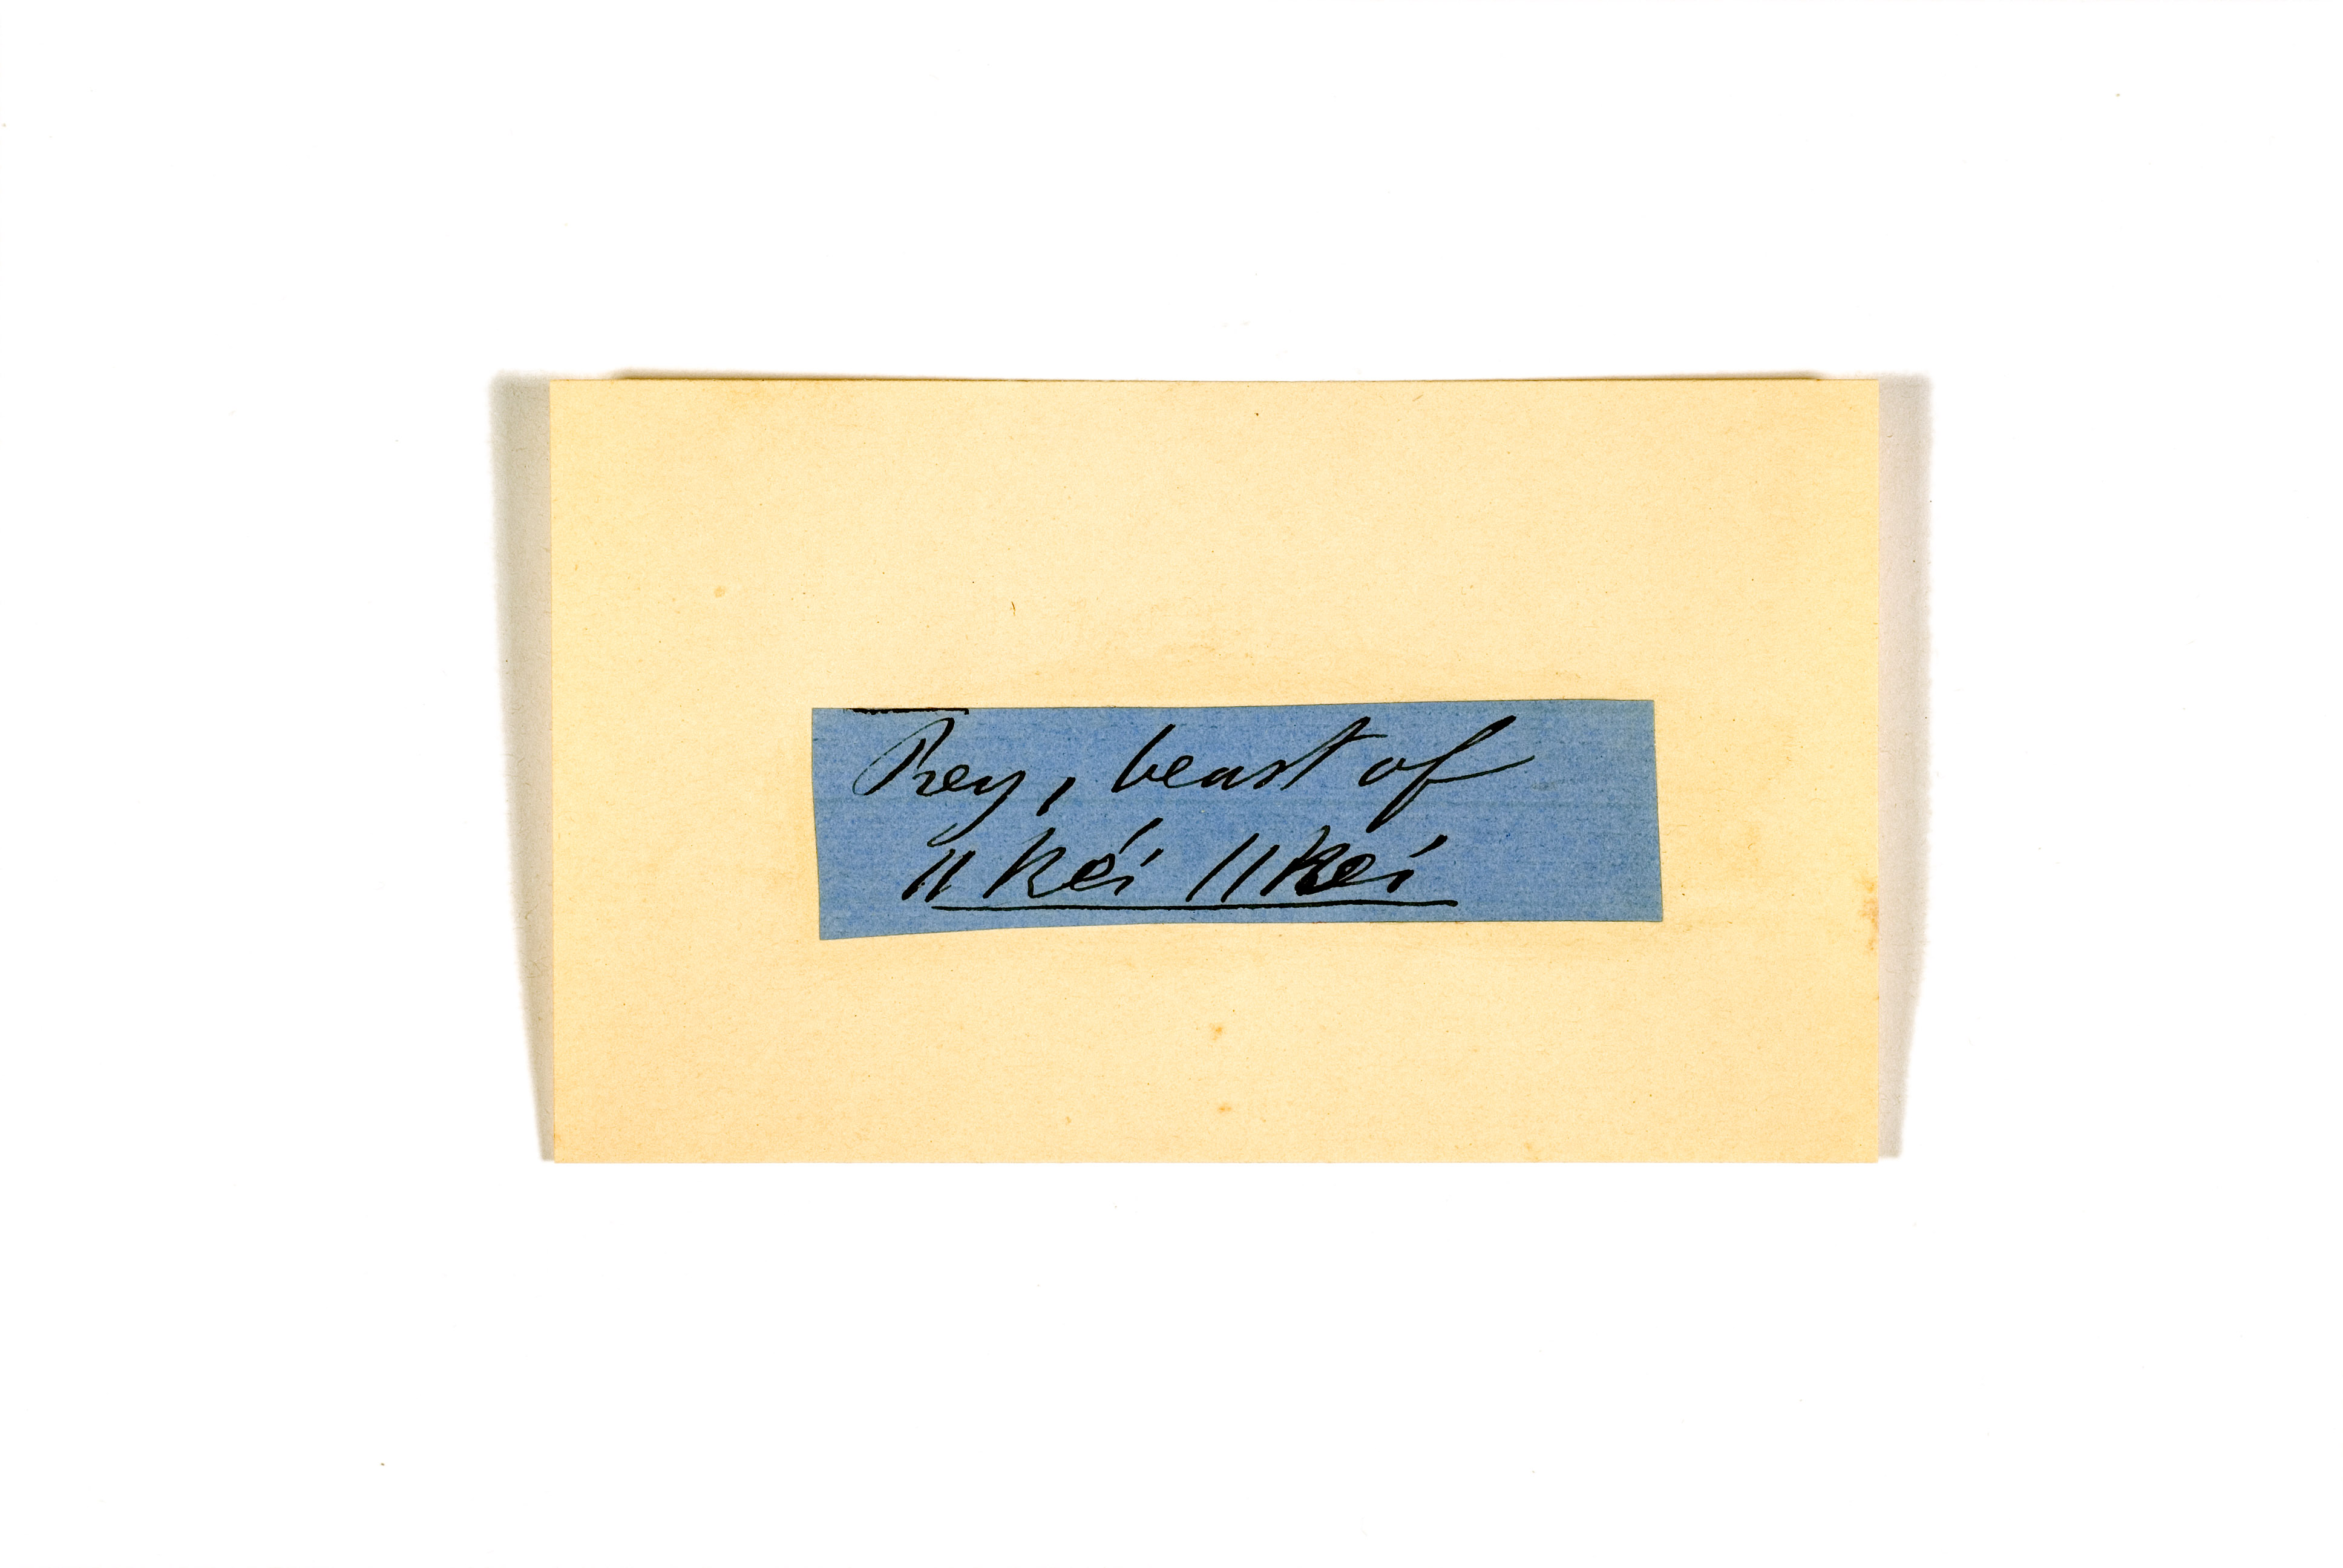 Prey, beast of
ǁkéi ǁkei